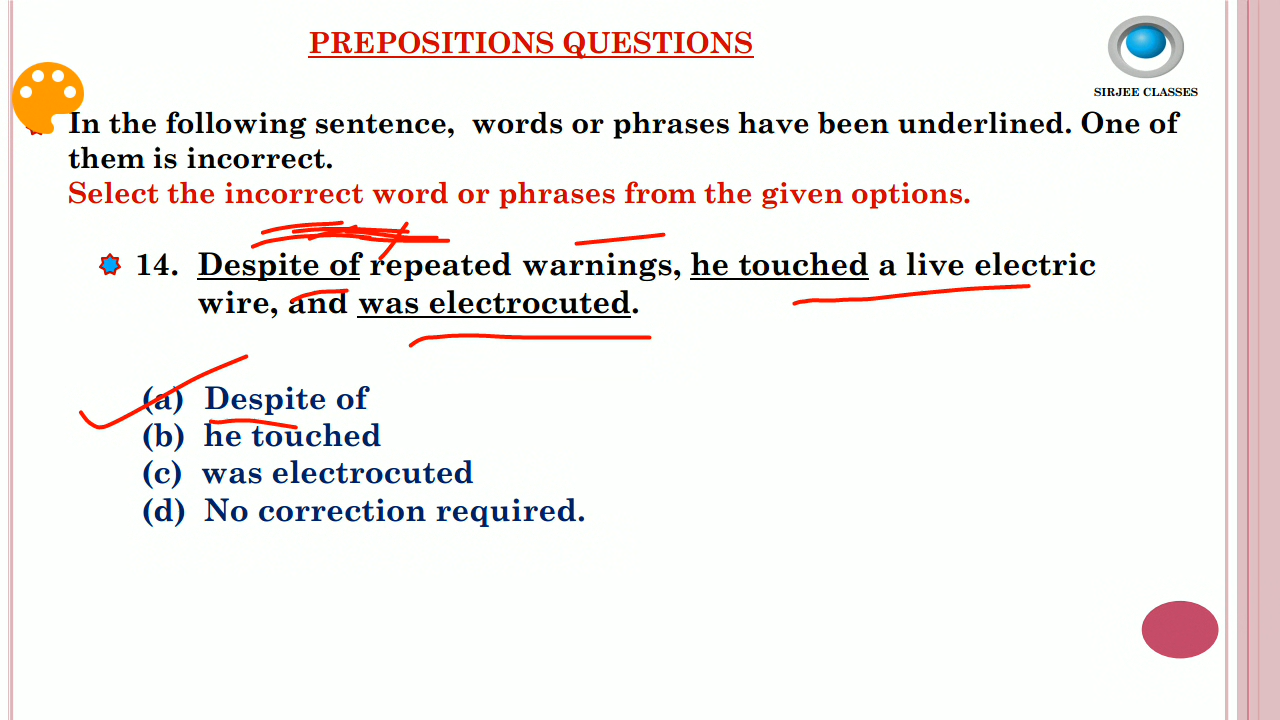 PREPOSITIONS QUESTIONS
SIRJEE CLASSES
In the following sentence, words or phrases have been underlined. One of
them is incorrect.
Select the incorrect word or phrases from the given options.
14. Despite of repeated warnings, he touched a live electric
wire, and was electrocuted.
(a) Despite of
(b) he touched
(c) was electrocuted
(d) No correction required.